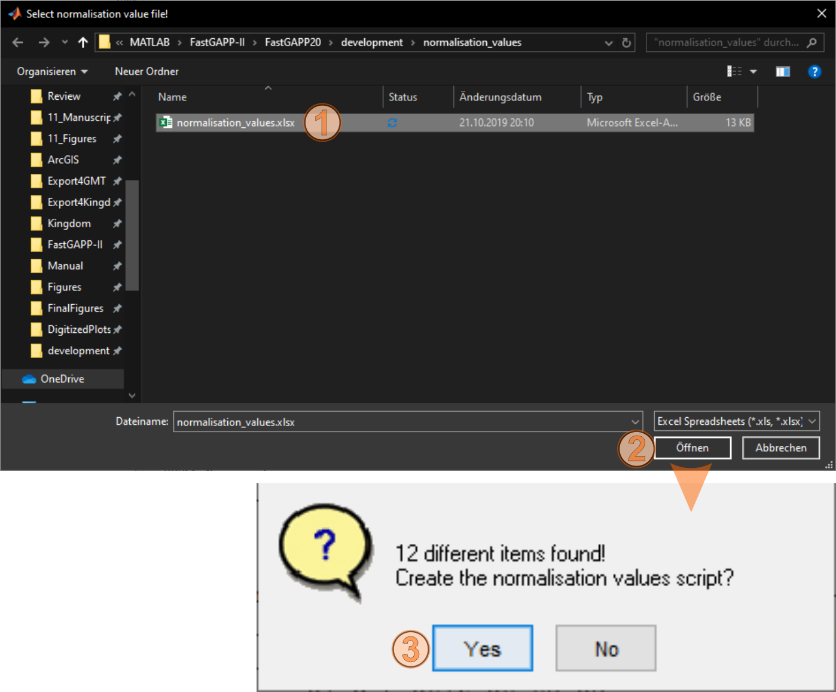 Select normalisation value file!
« MATLAB › FastGAPP-II › FastGAPP20 › development › normalisation_values
"normalisation_values" durch...
Organisieren
Neuer Ordner
Name
Status
Änderungsdatum
Typ
Größe
normalisation_values.xlsx
1
21.10.2019 20:10
Microsoft Excel-A...
13 KB
Review
11_Manuscrip
11_Figures
ArcGIS
Export4GMT
Export4Kingd
Kingdom
FastGAPP-II
Manual
Figures
FinalFigures
DigitizedPlots
development
OneDrive
Dateiname:
normalisation_values.xlsx
Excel Spreadsheets (*.xls, *.xlsx)
2
Öffnen
Abbrechen
?
12 different items found!
Create the normalisation values script?
3
Yes
No